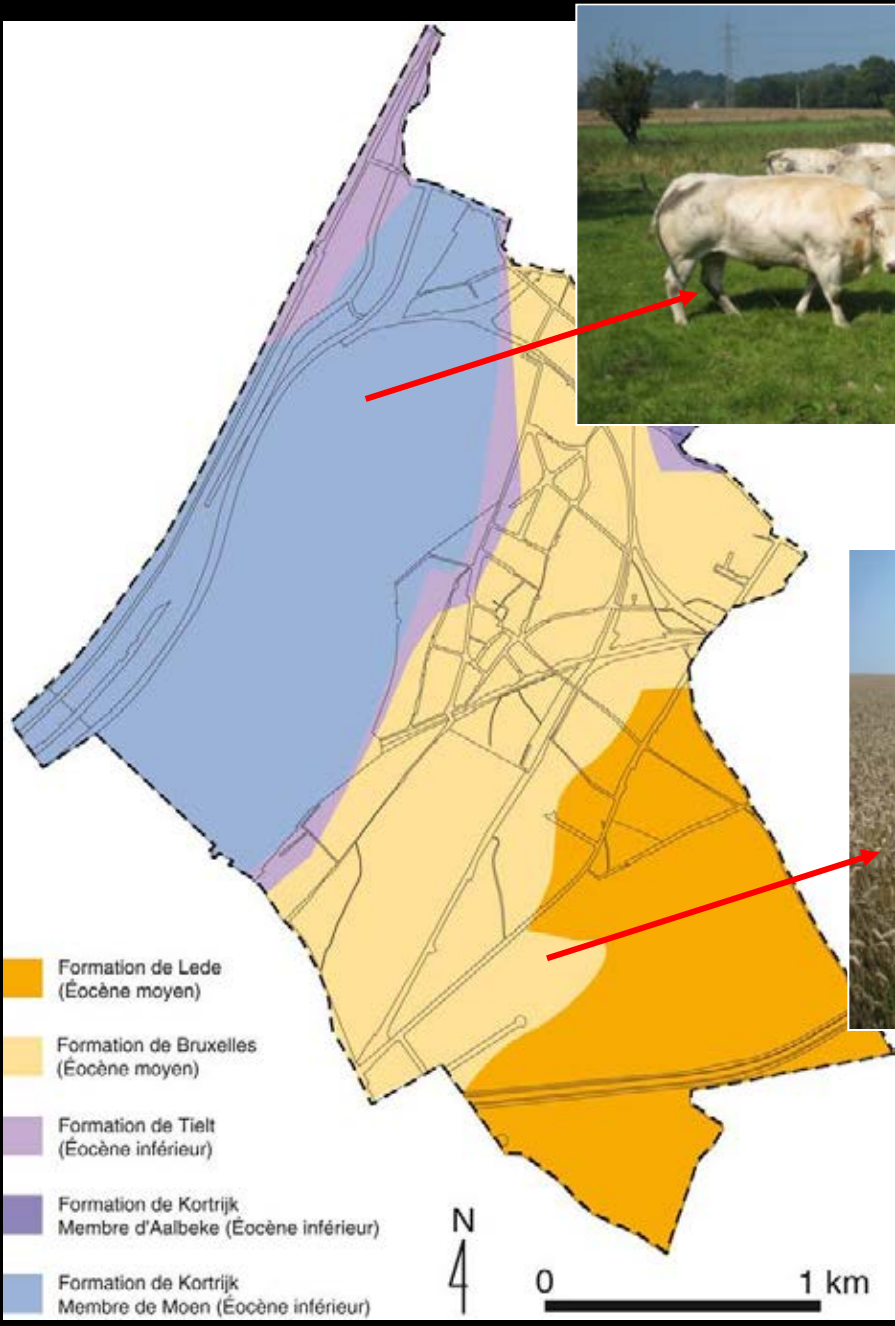 Formation de Lede
(Éocène moyen)
Formation de Bruxelles
(Éocène moyen)
Formation de Tielt
(Éocène inférieur)
Formation de Kortrijk
Membre d'Aalbeke (Éocène inférieur)
Formation de Kortrijk
Membre de Moen (Éocène inférieur)
N
0 1 km